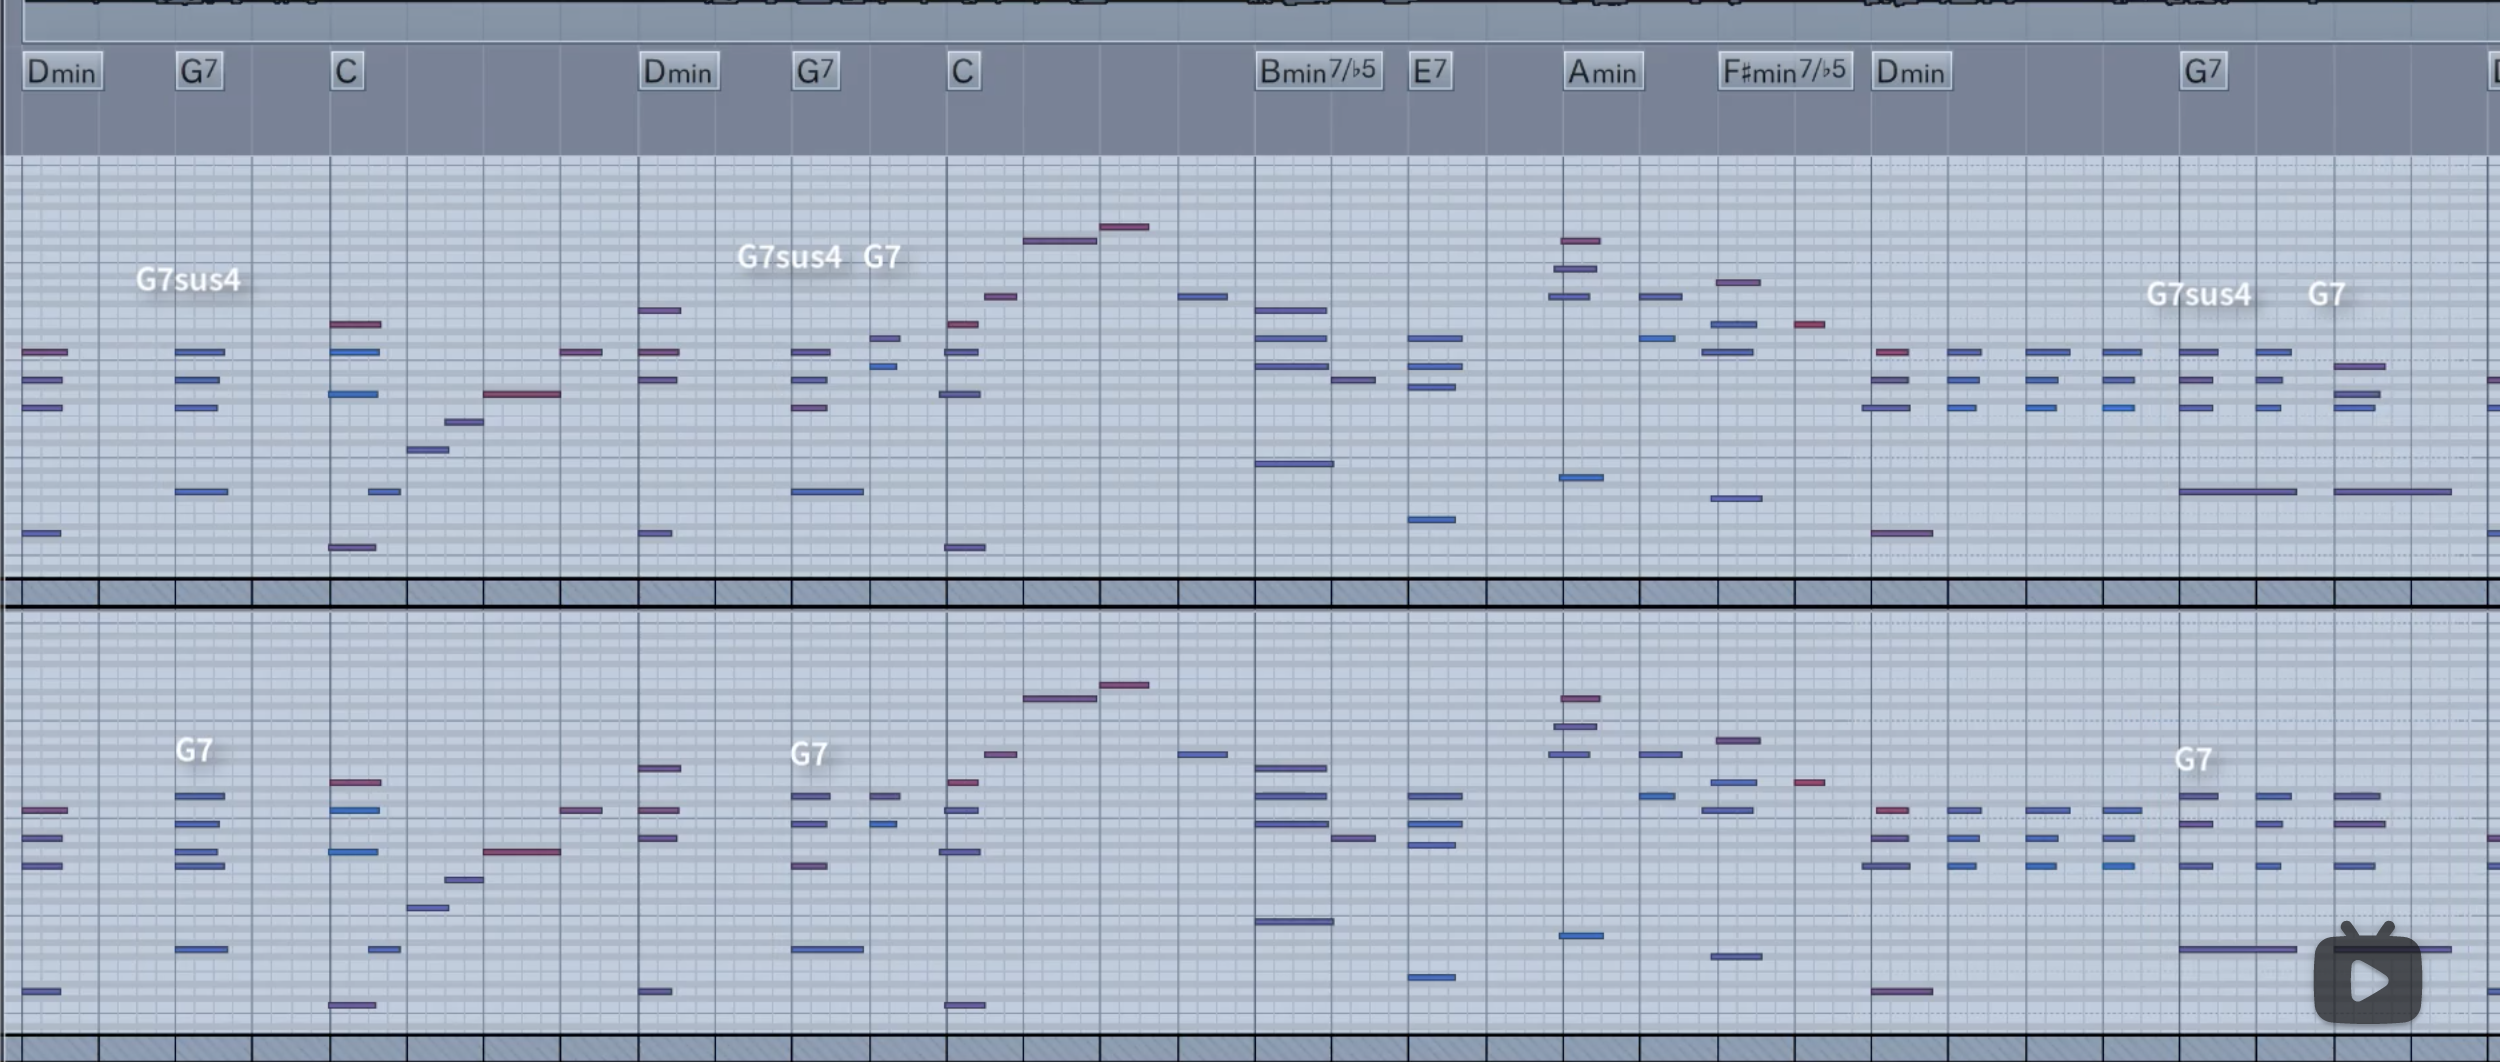 Dmin G7 C Dmin G7 C Bmin7/♭5 E7 Amin F♯min7/♭5 Dmin G7
G7sus4 G7sus4 G7 G7sus4 G7
G7 G7 G7